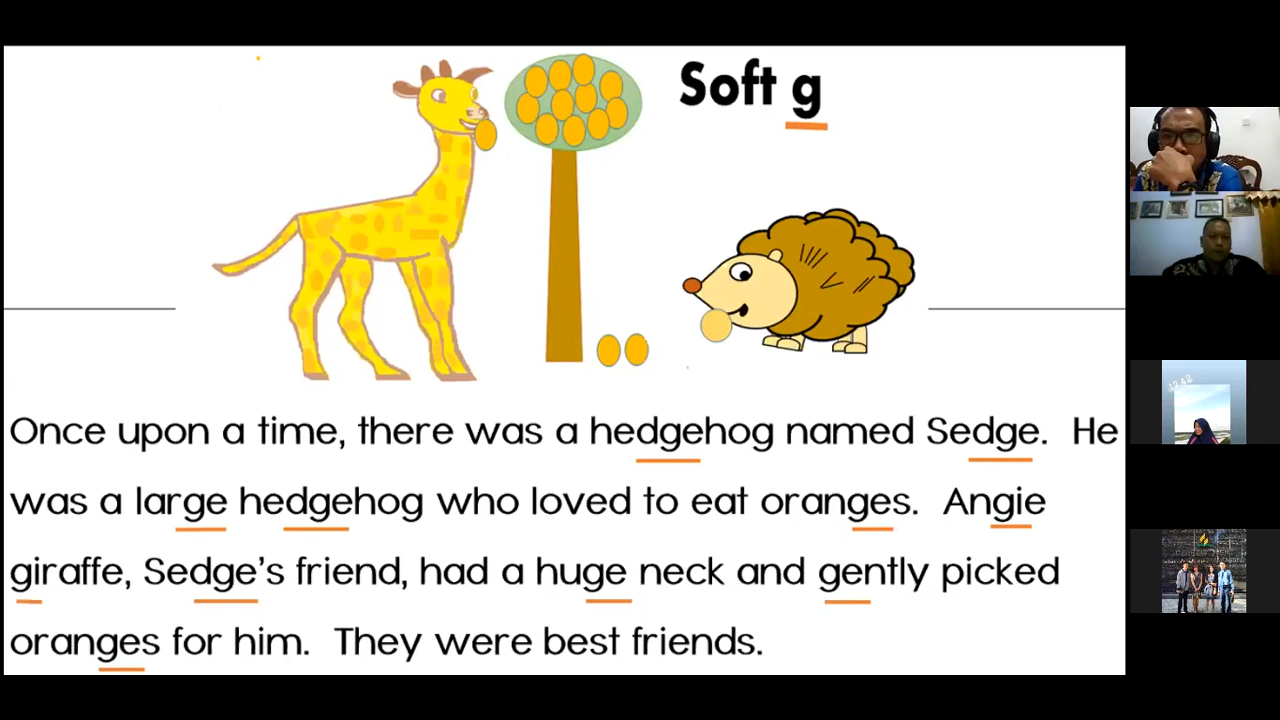 Soft g
Once upon a time, there was a hedgehog named Sedge. He
was a large hedgehog who loved to eat oranges. Angie
giraffe, Sedge's friend, had a huge neck and gently picked
oranges for him. They were best friends.